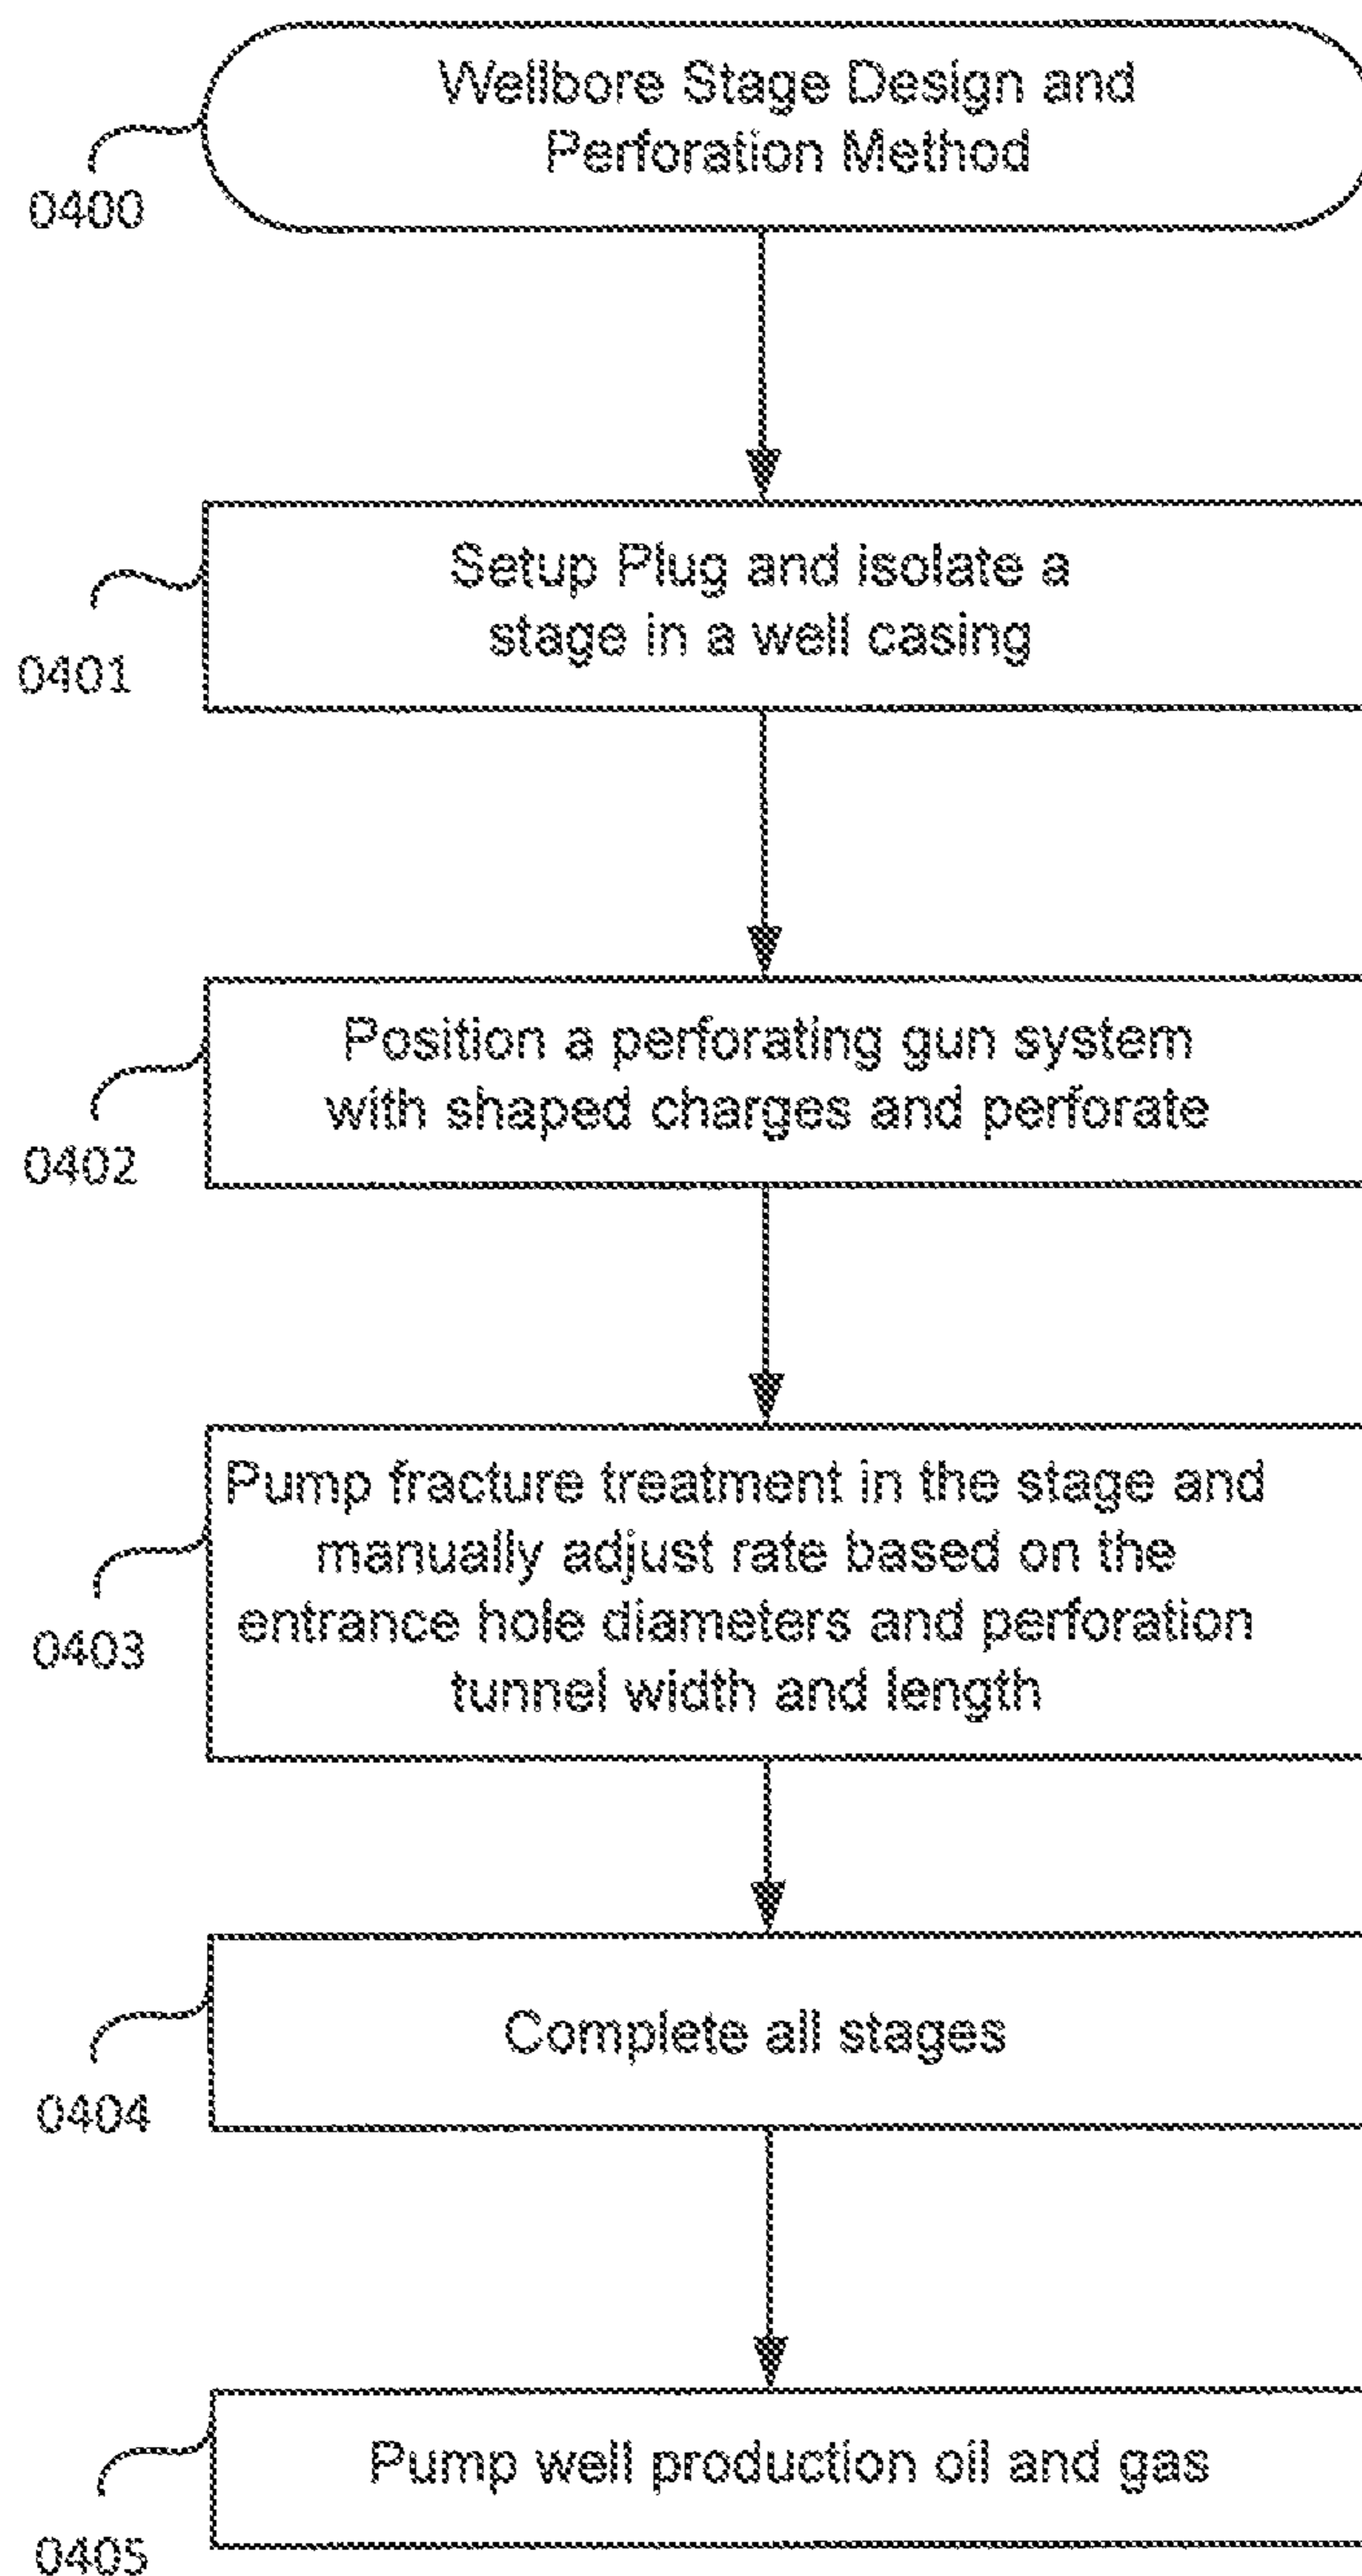 Wellbore Stage Design and
Perforation Method
0400
Setup Plug and isolate a
stage in a well casing
0401
Position a perforating gun system
with shaped charges and perforate
0402
Pump fracture treatment in the stage and
manually adjust rate based on the
entrance hole diameters and perforation
tunnel width and length
0403
Complete all stages
0404
Pump well production oil and gas
0405